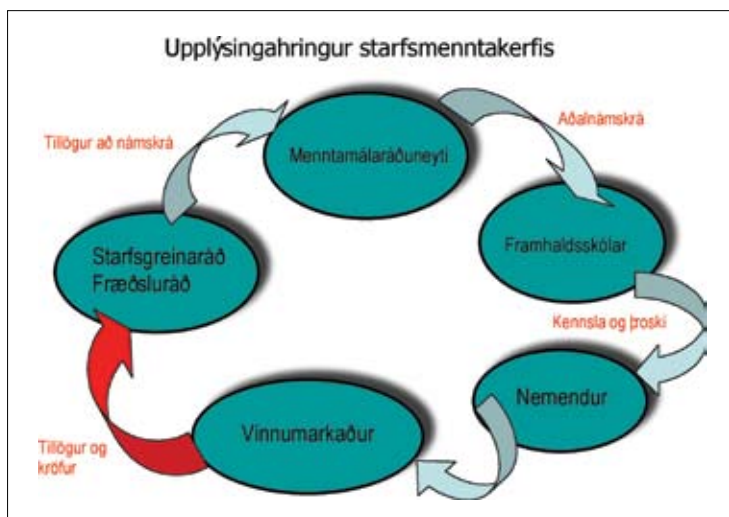 Upplýsingahringur starfsmenntakerfis
Menntamálaráðuneyti
Aðalnámskrá
Framhaldsskólar
Kennsla og þroski
Nemendur
Vinnumarkaður
Tillögur og
kröfur
Starfsgreinaráð
Fræðsluráð
Tillögur að námskrá